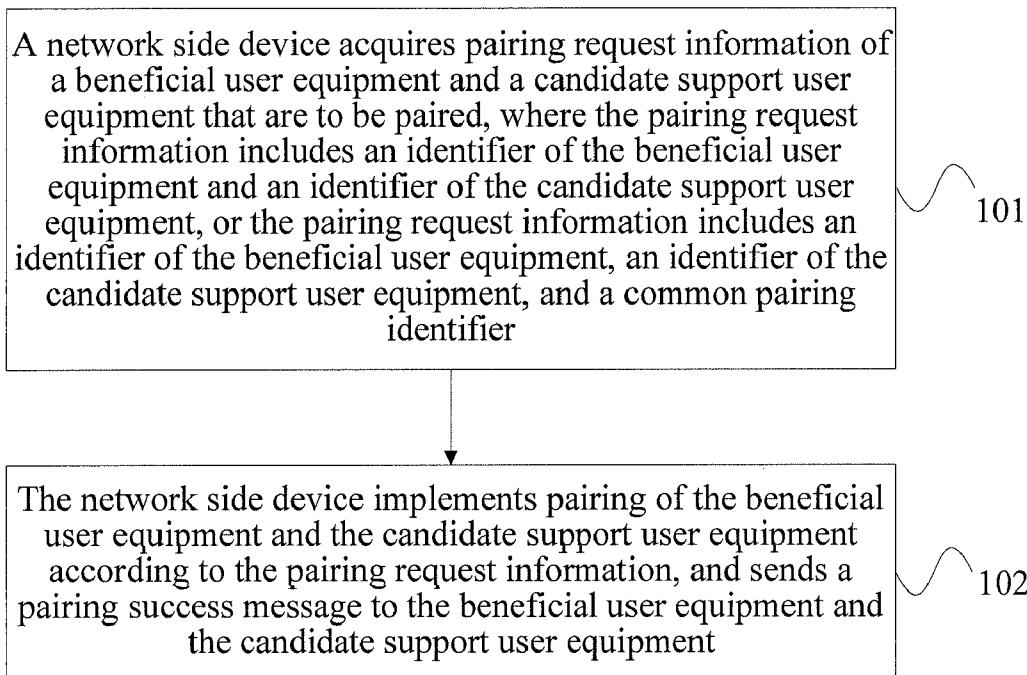 A network side device acquires pairing request information of
a beneficial user equipment and a candidate support user
equipment that are to be paired, where the pairing request
information includes an identifier of the beneficial user
equipment and an identifier of the candidate support user
equipment, or the pairing request information includes an
identifier of the beneficial user equipment, an identifier of the
candidate support user equipment, and a common pairing
identifier
101
The network side device implements pairing of the beneficial
user equipment and the candidate support user equipment
according to the pairing request information, and sends a
pairing success message to the beneficial user equipment and
the candidate support user equipment
102